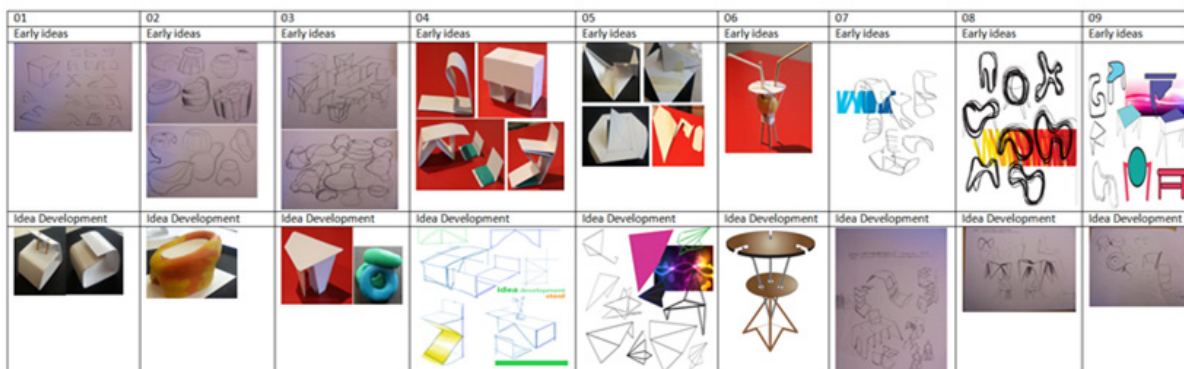 01 02 03 04 05 06 07 08 09
Early ideas Early ideas Early ideas Early ideas Early ideas Early ideas Early ideas Early ideas Early ideas
Idea Development Idea Development Idea Development Idea Development Idea Development Idea Development Idea Development Idea Development Idea Development
idea development
stool